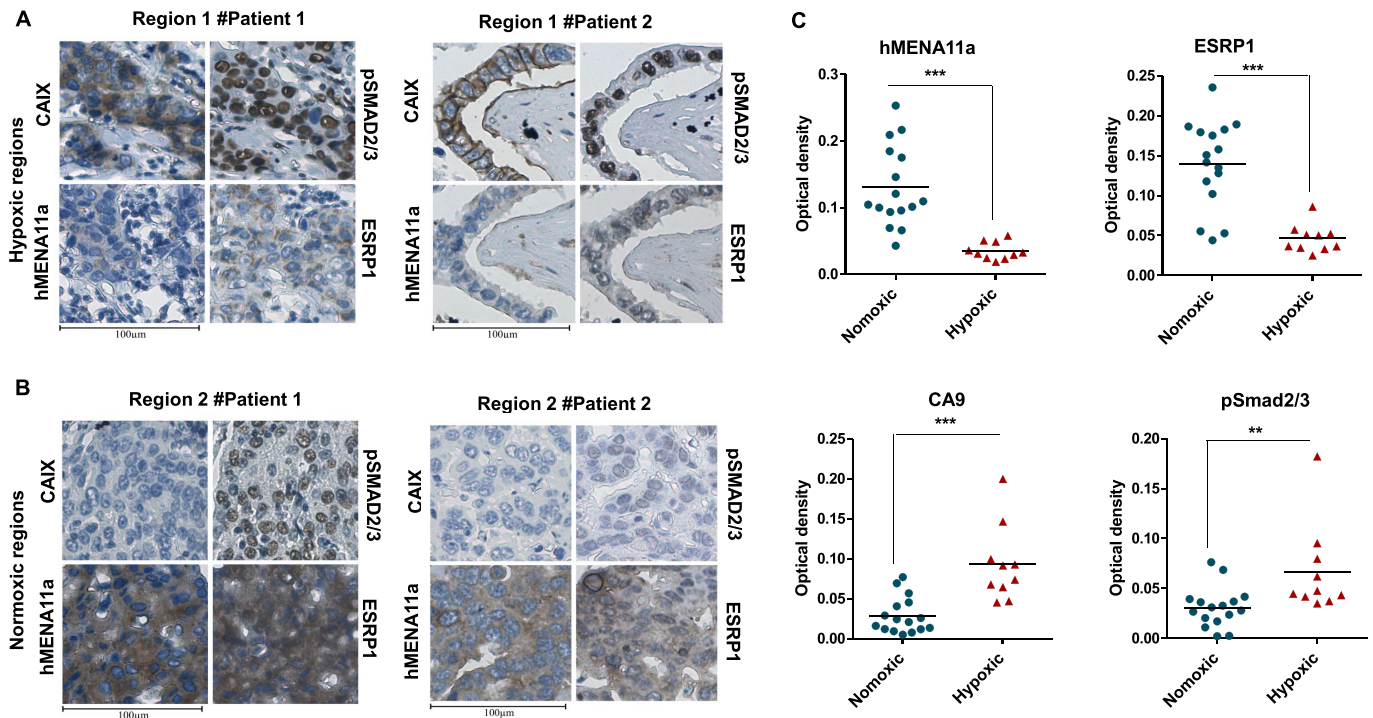 A
Region 1 #Patient 1
Region 1 #Patient 2
Hypoxic regions
CAIX
pSMAD2/3
hMENA11a
ESRP1
100µm
CAIX
pSMAD2/3
hMENA11a
ESRP1
100µm
B
Region 2 #Patient 1
Region 2 #Patient 2
Normoxic regions
CAIX
pSMAD2/3
hMENA11a
ESRP1
100µm
CAIX
pSMAD2/3
hMENA11a
ESRP1
100µm
C
hMENA11a
***
Optical density
0.3
0.2
0.1
0.0
Nomoxic
Hypoxic
ESRP1
***
Optical density
0.25
0.20
0.15
0.10
0.05
0.00
Nomoxic
Hypoxic
CA9
***
Optical density
0.25
0.20
0.15
0.10
0.05
0.00
Nomoxic
Hypoxic
pSmad2/3
**
Optical density
0.20
0.15
0.10
0.05
0.00
Nomoxic
Hypoxic